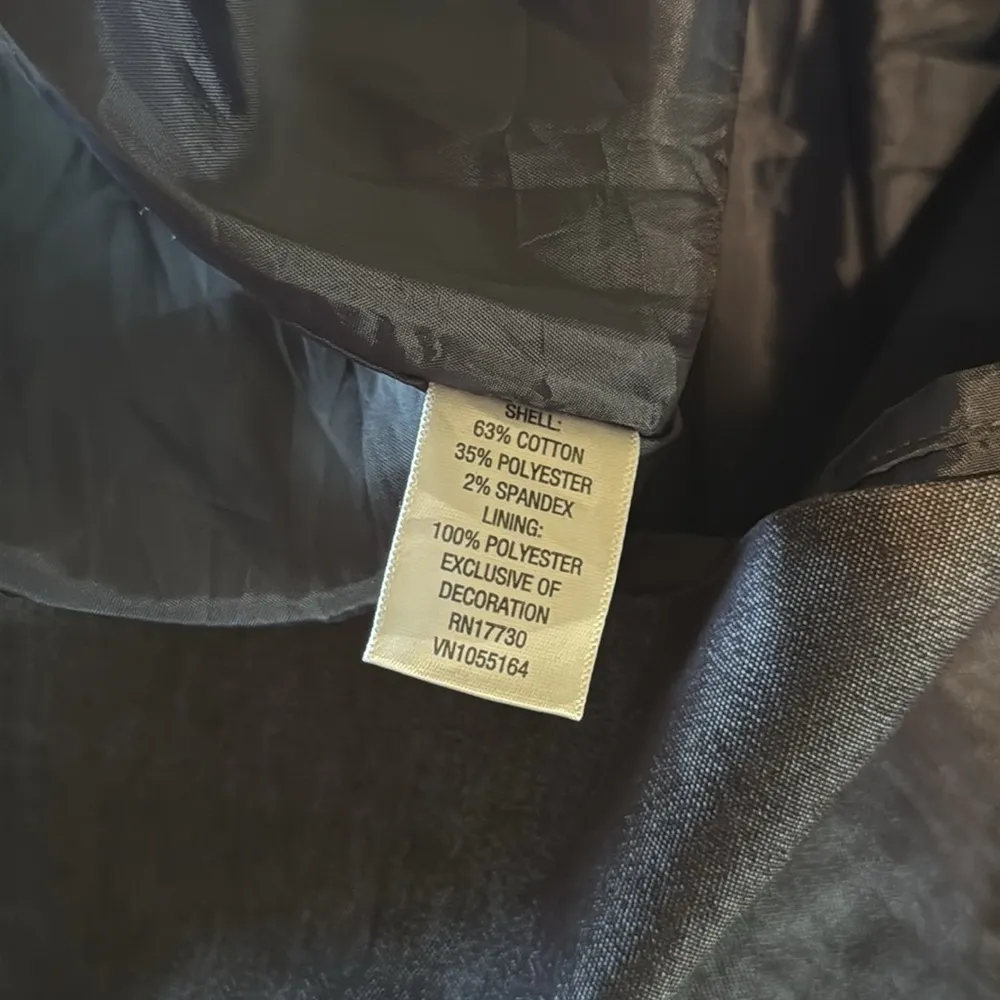 SHELL:
63% COTTON
35% POLYESTER
2% SPANDEX
LINING:
100% POLYESTER
EXCLUSIVE OF
DECORATION
RN17730
VN1055164